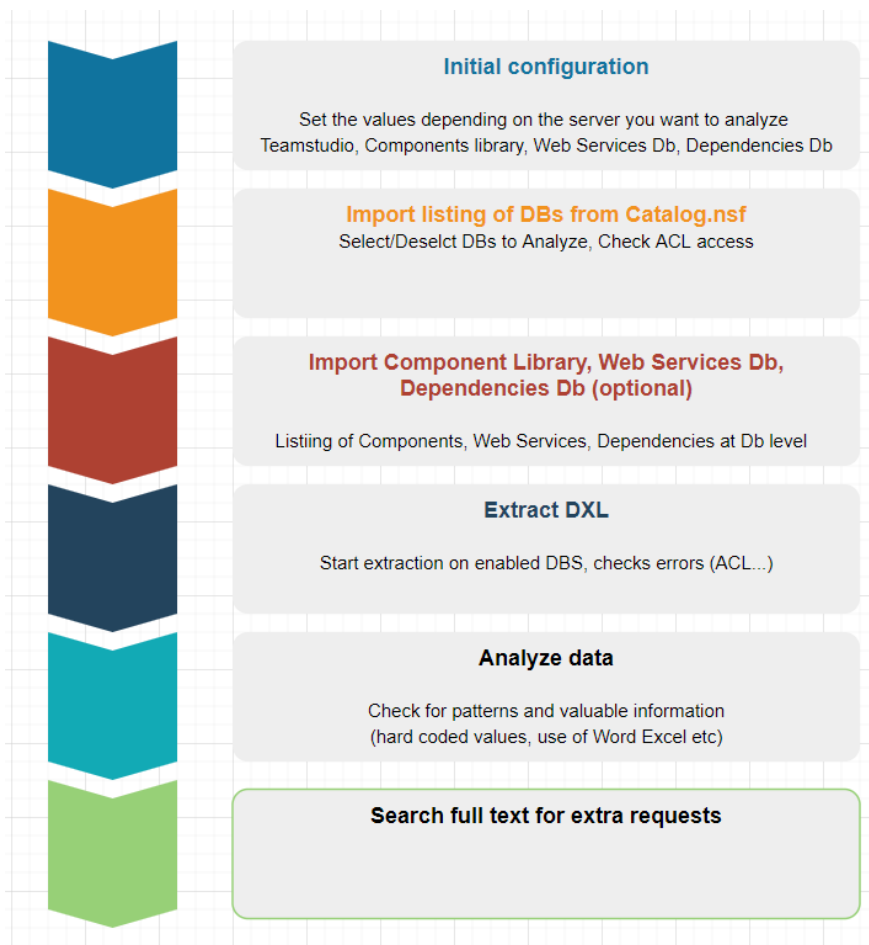 Initial configuration
Set the values depending on the server you want to analyze
Teamstudio, Components library, Web Services Db, Dependencies Db
Import listing of DBs from Catalog.nsf
Select/Deselct DBs to Analyze, Check ACL access
Import Component Library, Web Services Db,
Dependencies Db (optional)
Listiing of Components, Web Services, Dependencies at Db level
Extract DXL
Start extraction on enabled DBS, checks errors (ACL...)
Analyze data
Check for patterns and valuable information
(hard coded values, use of Word Excel etc)
Search full text for extra requests